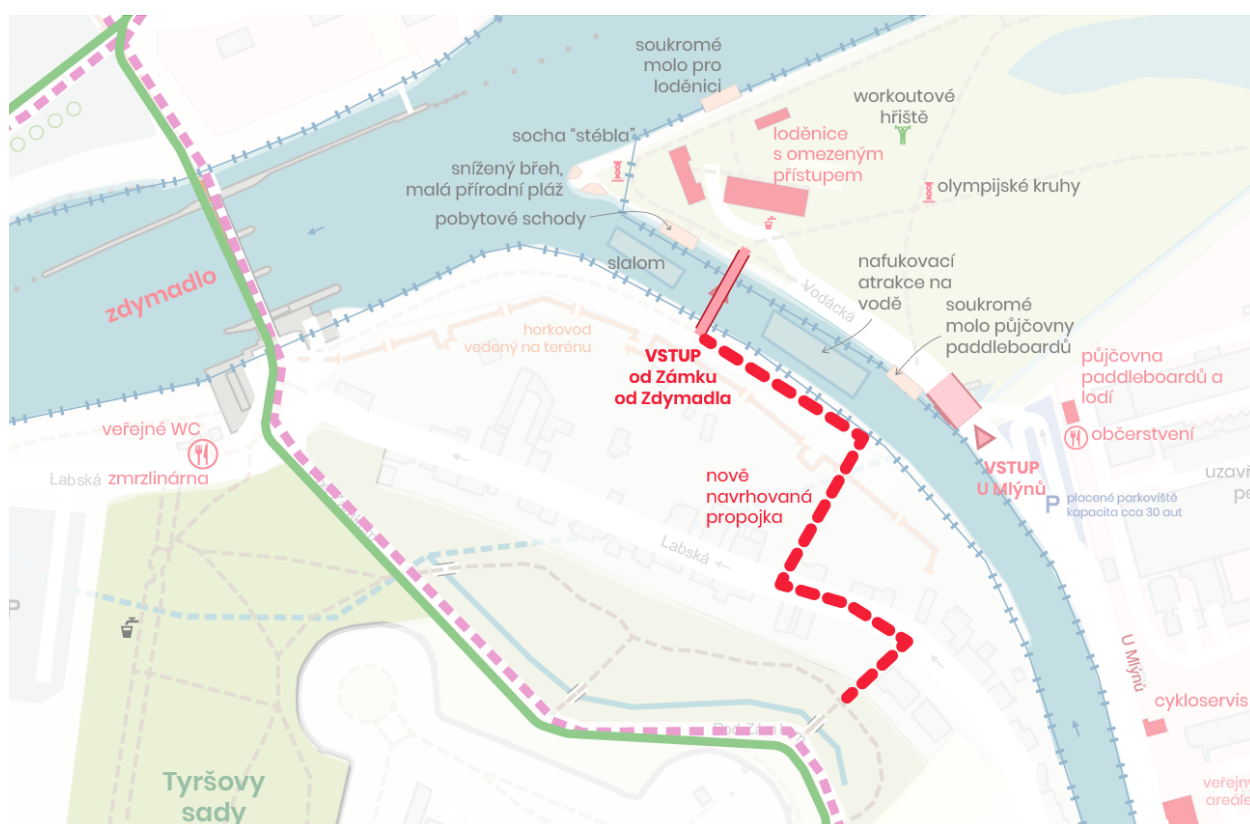 soukromé
molo pro
loděnici
workoutové
hřiště
socha “stébla”
loděnice
s omezeným
přístupem
snížený břeh,
malá přírodní pláž
olympijské kruhy
pobytové schody
slalom
nafukovací
atrakce na
vodě
Vodácká
soukromé
molo půjčovny
paddleboardů
zdymadlo
horkovod
vedený na terénu
VSTUP
od Zámku
od Zdymadla
půjčovna
paddleboardů a
lodí
občerstvení
veřejné WC
zmrzlinárna
Labská
VSTUP
U Mlýnů
P
placené parkoviště
kapacita cca 30 aut
nově
navrhovaná
propojka
Labská
U Mlýnů
cykloservis
Pod Zámkem
Tyršovy
sady